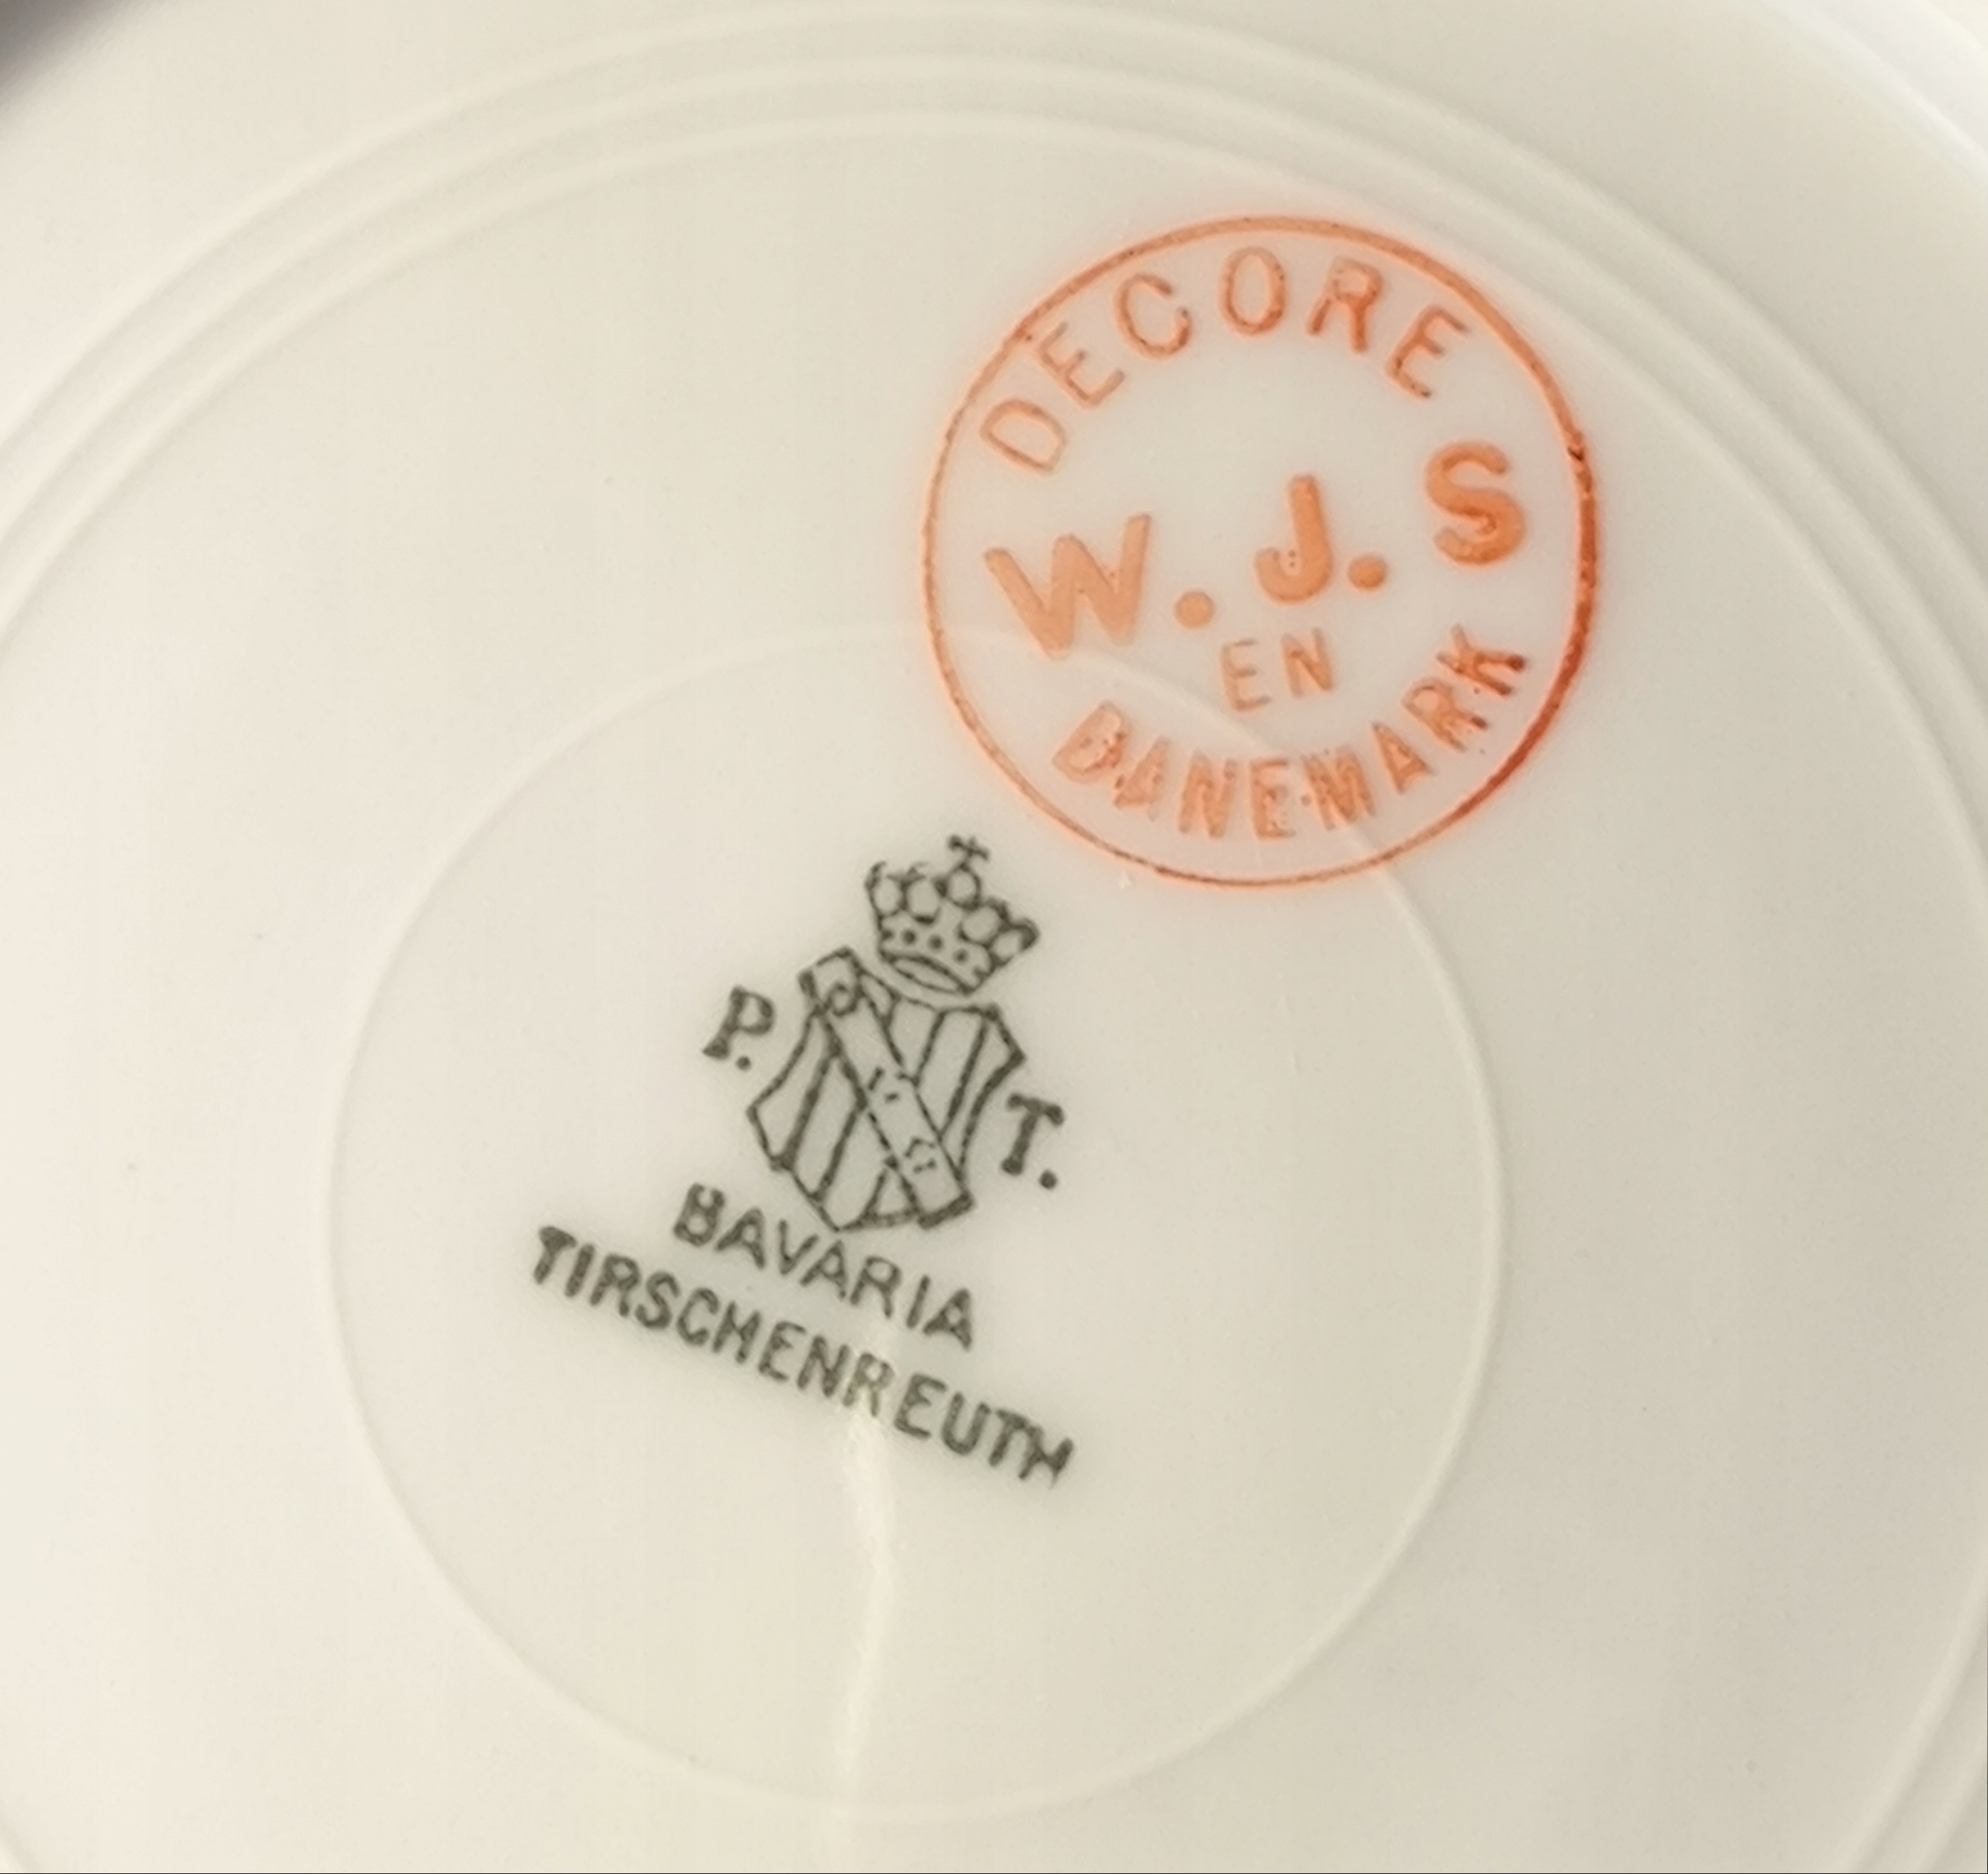 DECORE
W. J. S
EN
DANEMARK
P. T.
BAVARIA
TIRSCHENREUTH